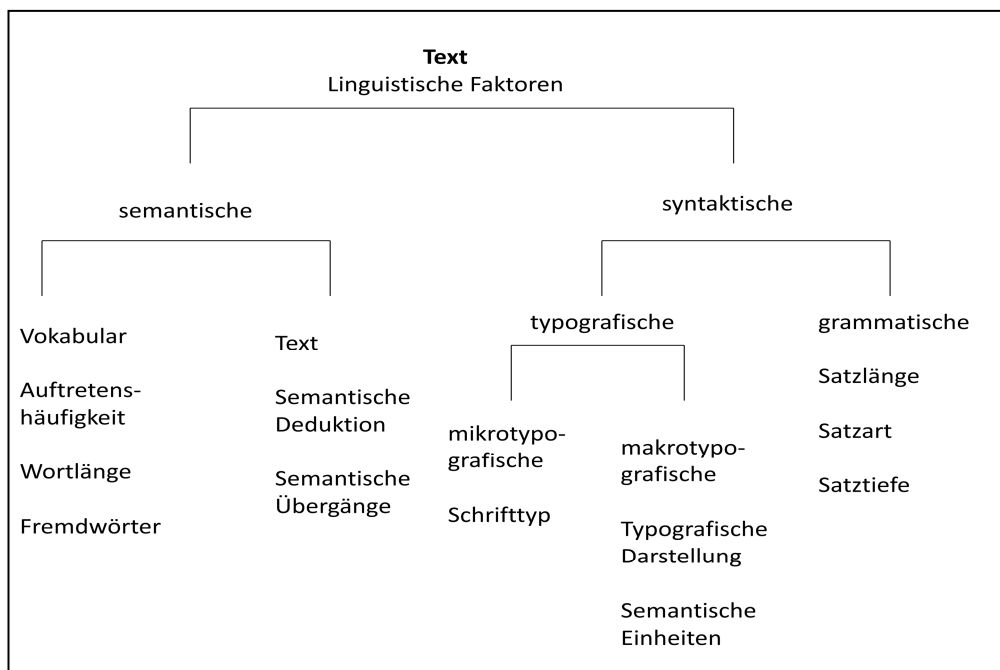 Text
Linguistische Faktoren
semantische
syntaktische
Vokabular
Auftretens-
häufigkeit
Wortlänge
Fremdwörter
Text
Semantische
Deduktion
Semantische
Übergänge
typografische
mikrotypo-
grafische
Schrifttyp
makrotypo-
grafische
Typografische
Darstellung
Semantische
Einheiten
grammatische
Satzlänge
Satzart
Satztiefe